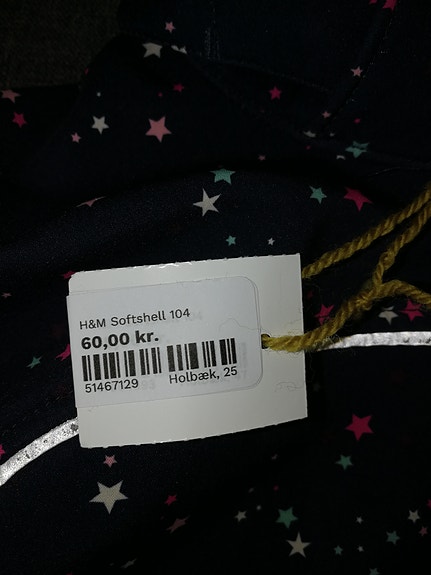 H&M Softshell 104
60,00 kr.
51467129
Holbæk, 25